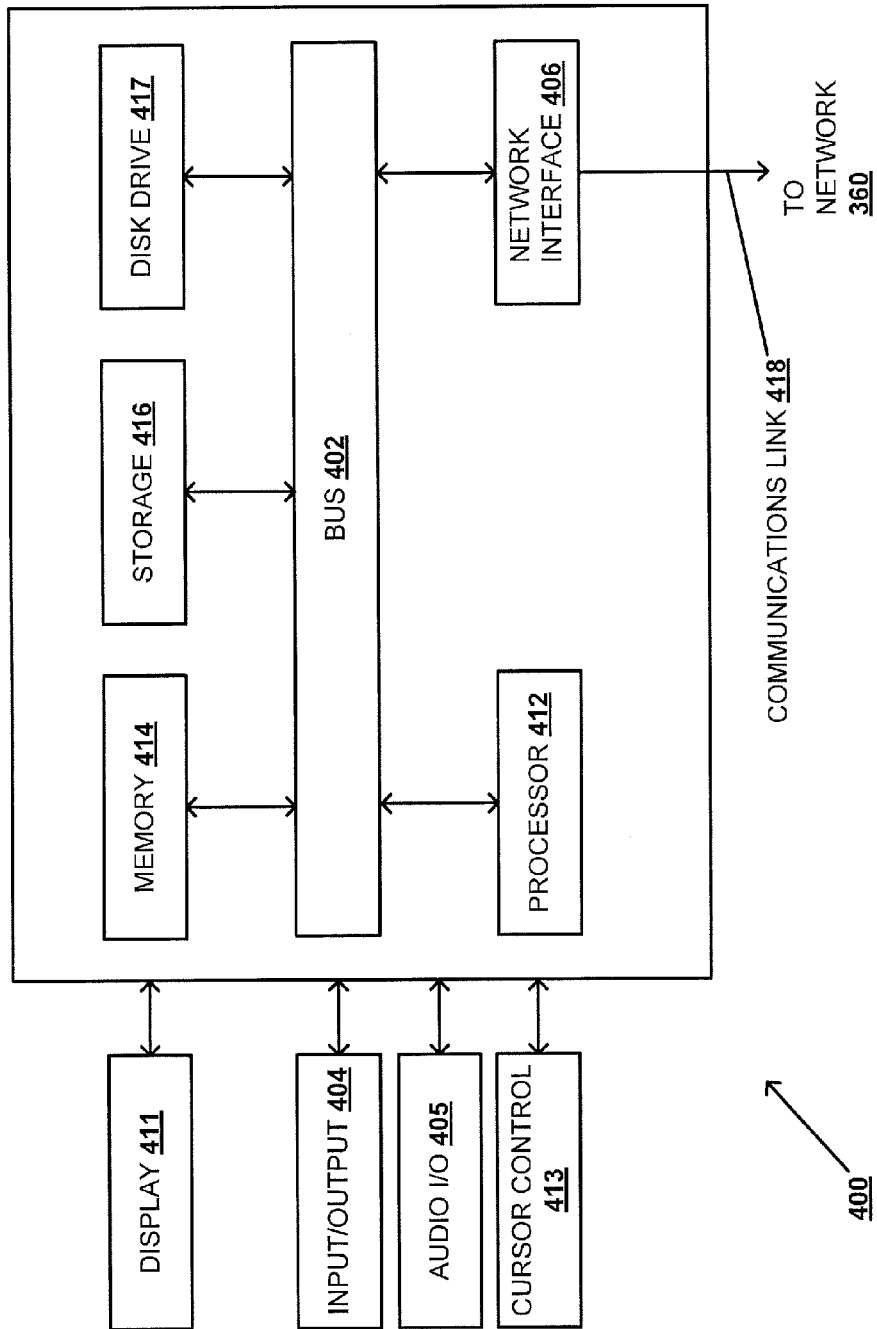 DISPLAY 411
INPUT/OUTPUT 404
AUDIO I/O 405
CURSOR CONTROL
413
MEMORY 414
STORAGE 416
DISK DRIVE 417
BUS 402
PROCESSOR 412
NETWORK
INTERFACE 406
COMMUNICATIONS LINK 418
TO
NETWORK
360
400